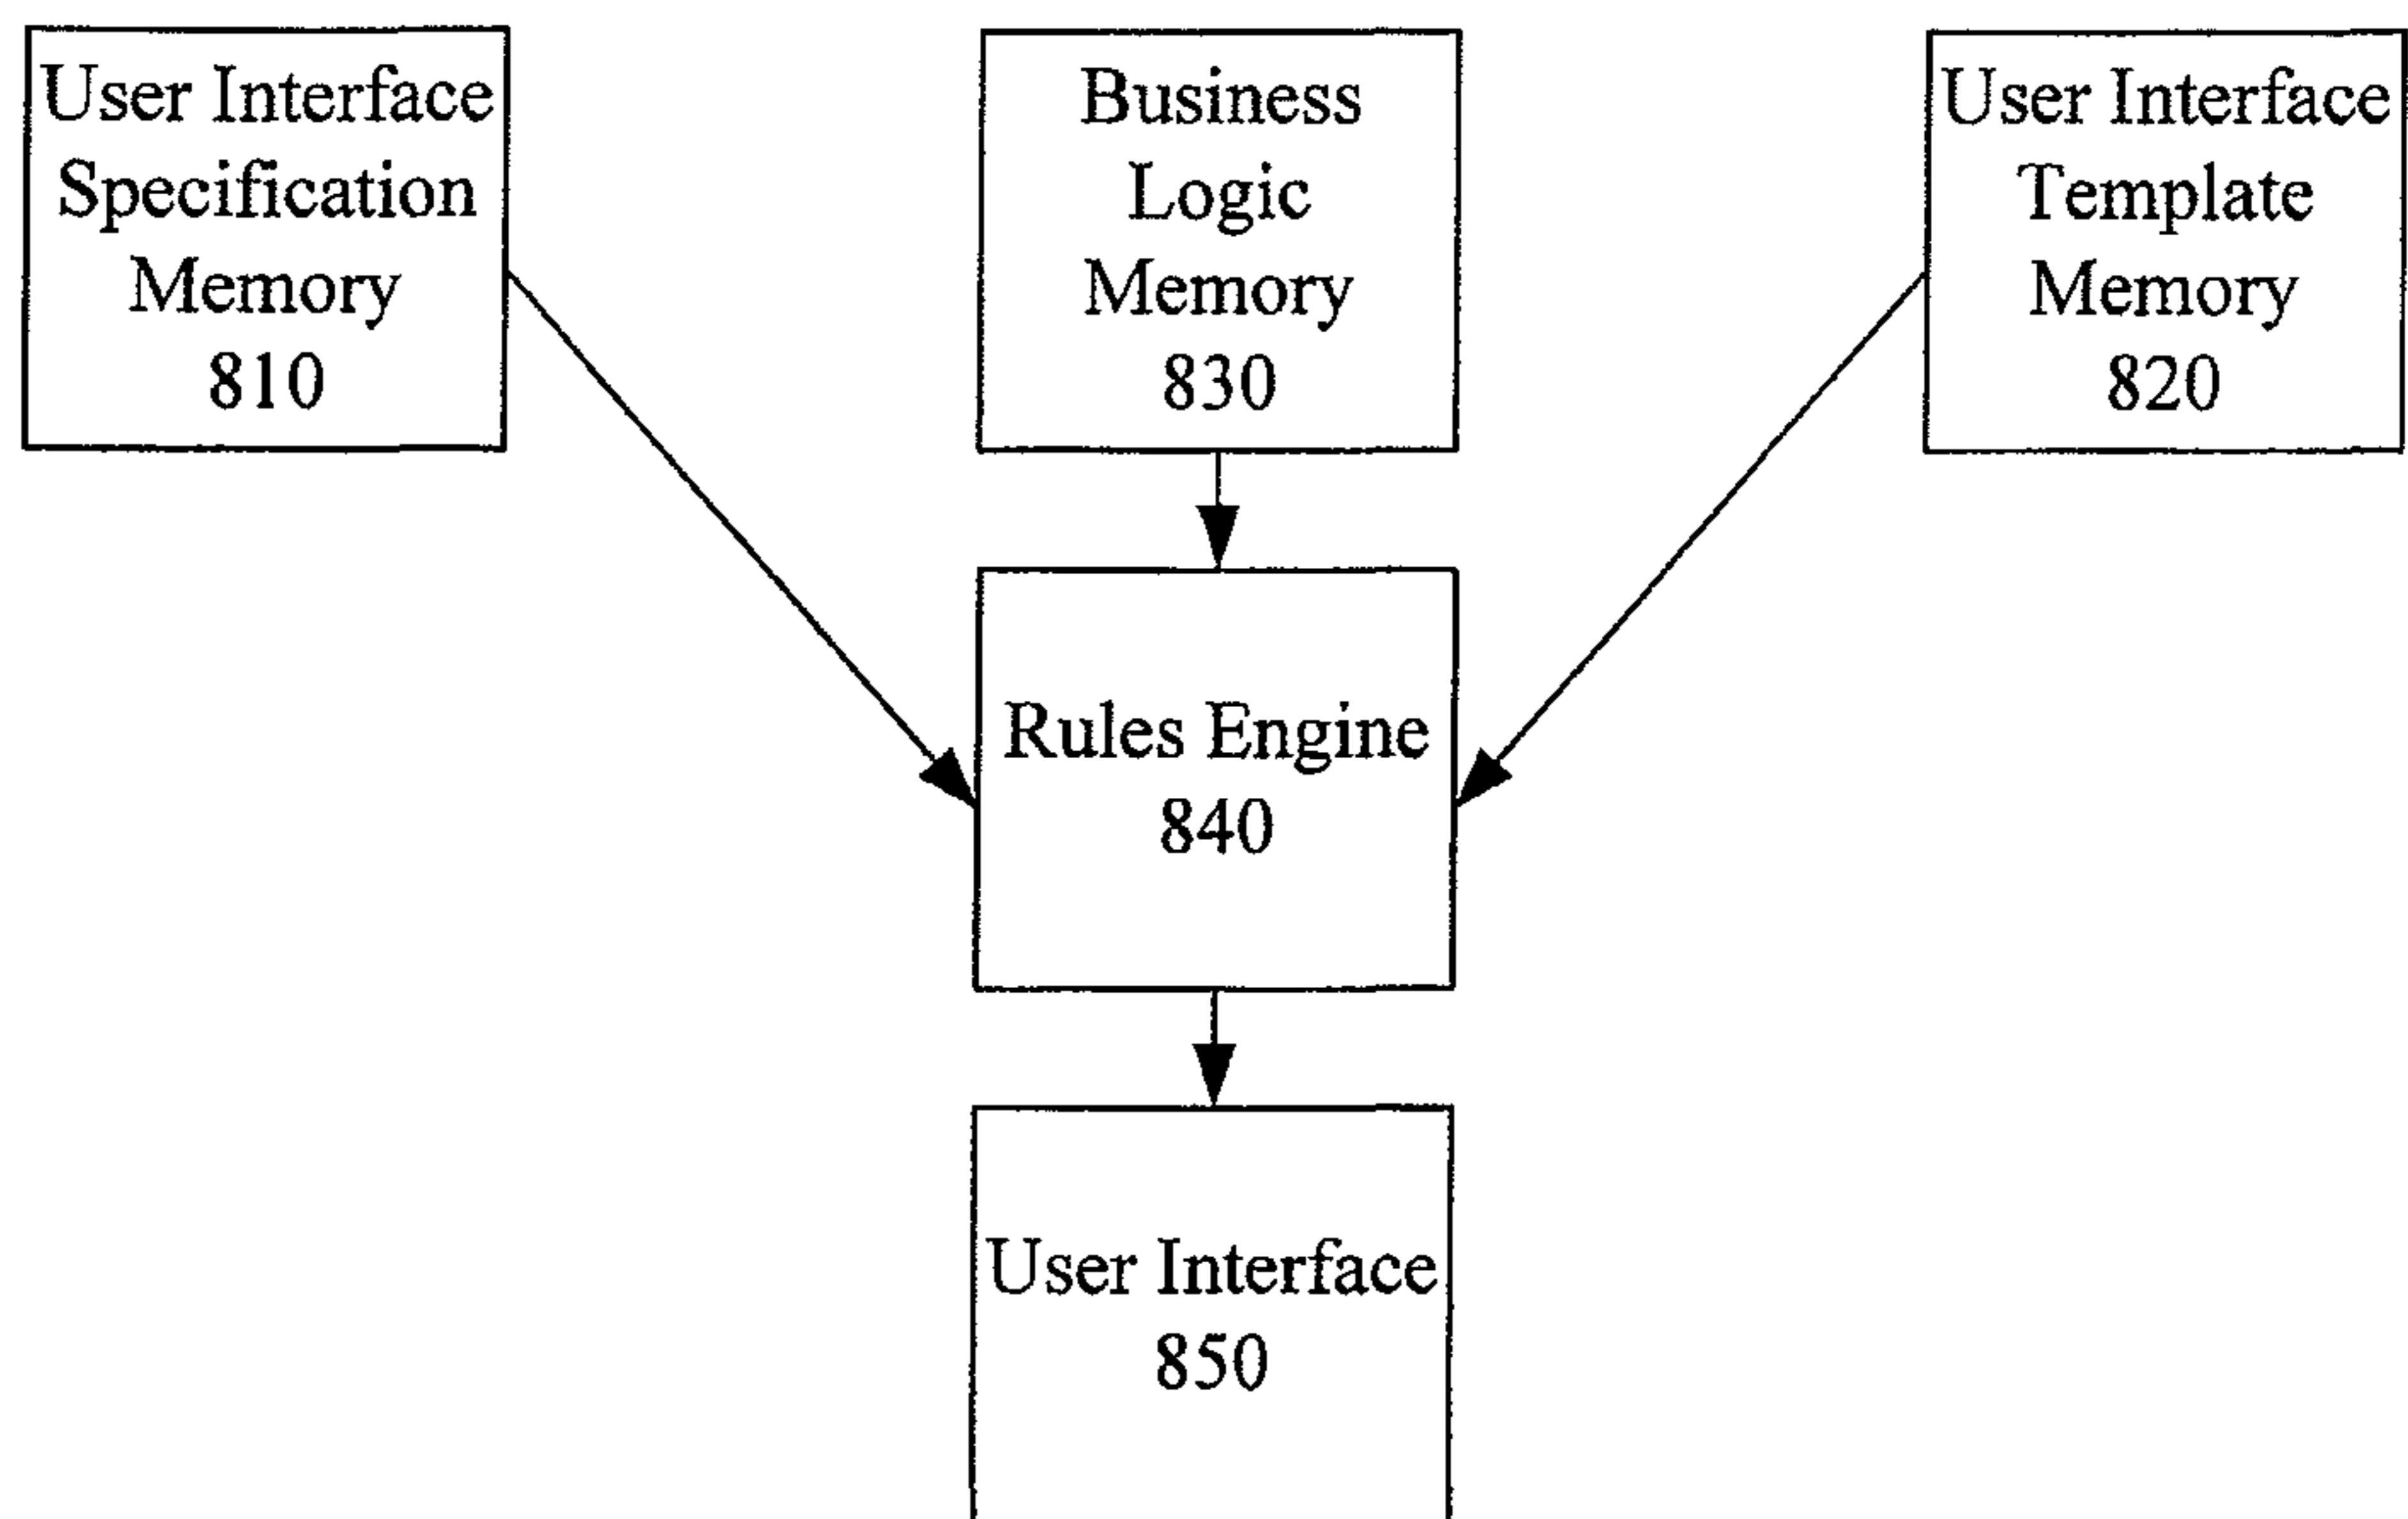 User Interface
Specification
Memory
810
Business
Logic
Memory
830
User Interface
Template
Memory
820
Rules Engine
840
User Interface
850